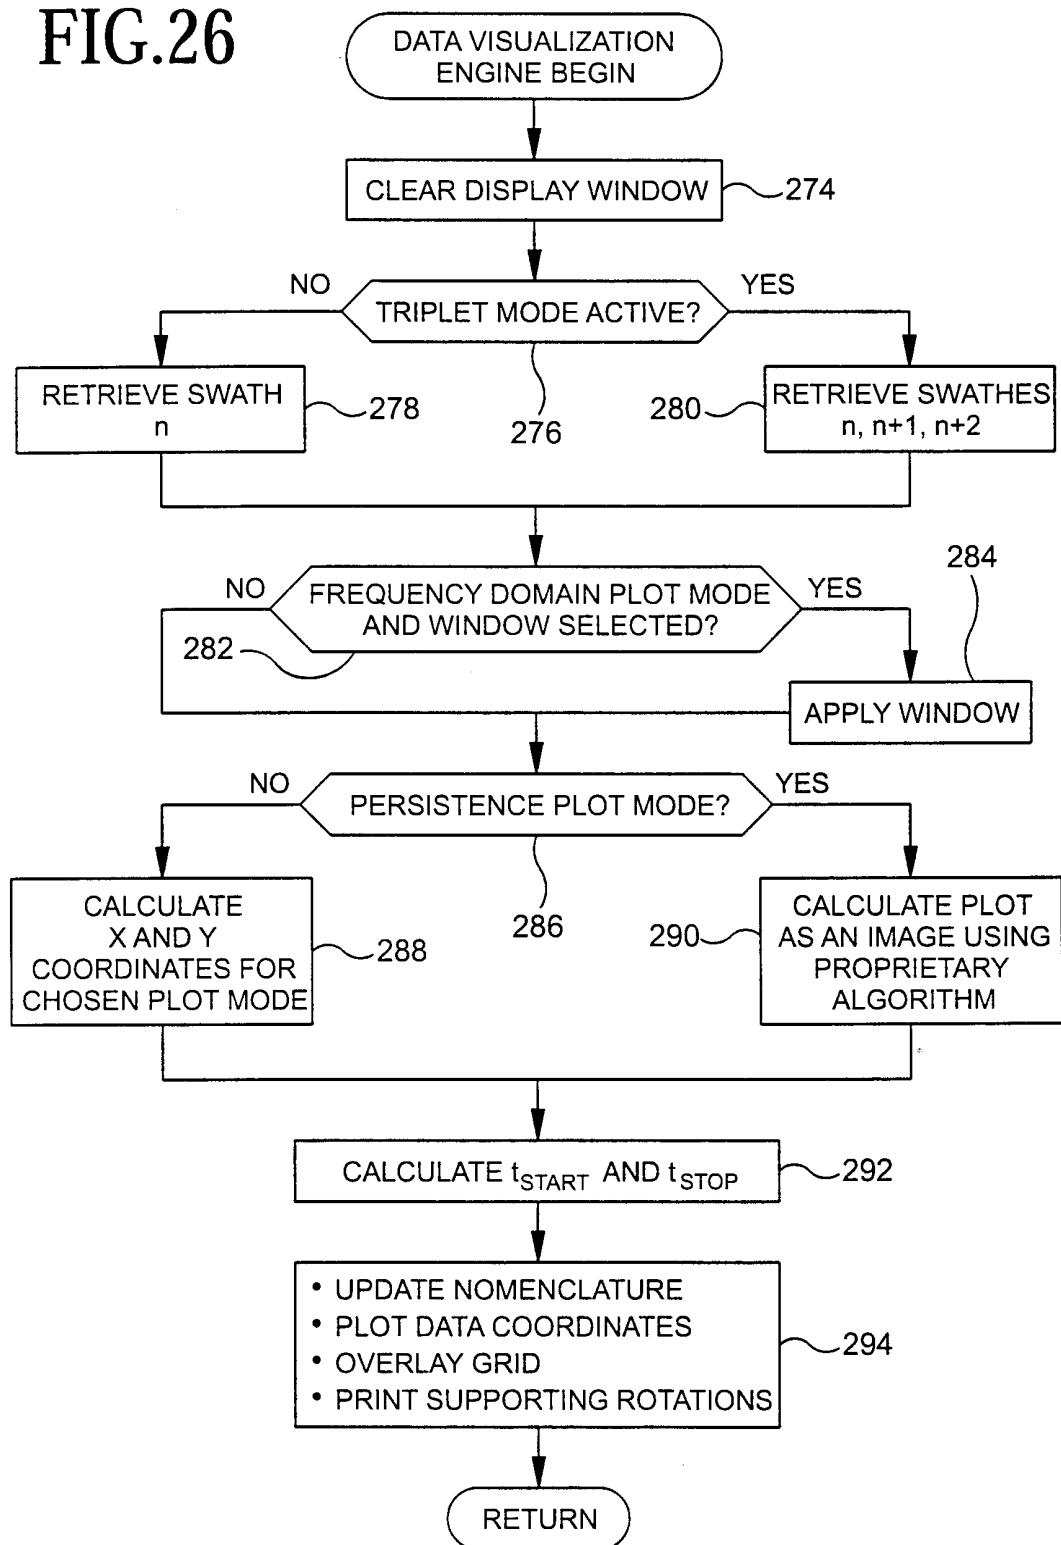 FIG.26
DATA VISUALIZATION
ENGINE BEGIN
CLEAR DISPLAY WINDOW
274
NO
TRIPLET MODE ACTIVE?
YES
276
RETRIEVE SWATH
n
278
280
RETRIEVE SWATHES
n, n+1, n+2
NO
FREQUENCY DOMAIN PLOT MODE
AND WINDOW SELECTED?
YES
282
284
APPLY WINDOW
NO
PERSISTENCE PLOT MODE?
YES
286
CALCULATE
X AND Y
COORDINATES FOR
CHOSEN PLOT MODE
288
290
CALCULATE PLOT
AS AN IMAGE USING
PROPRIETARY
ALGORITHM
CALCULATE tSTART AND tSTOP
292
• UPDATE NOMENCLATURE
• PLOT DATA COORDINATES
• OVERLAY GRID
• PRINT SUPPORTING ROTATIONS
294
RETURN